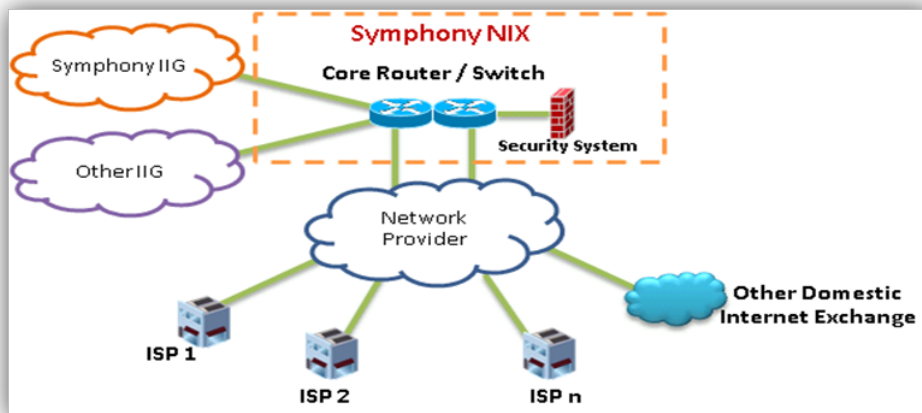 Symphony NIX
Symphony IIG
Core Router / Switch
Security System
Other IIG
Network
Provider
Other Domestic
Internet Exchange
ISP 1
ISP 2
ISP n